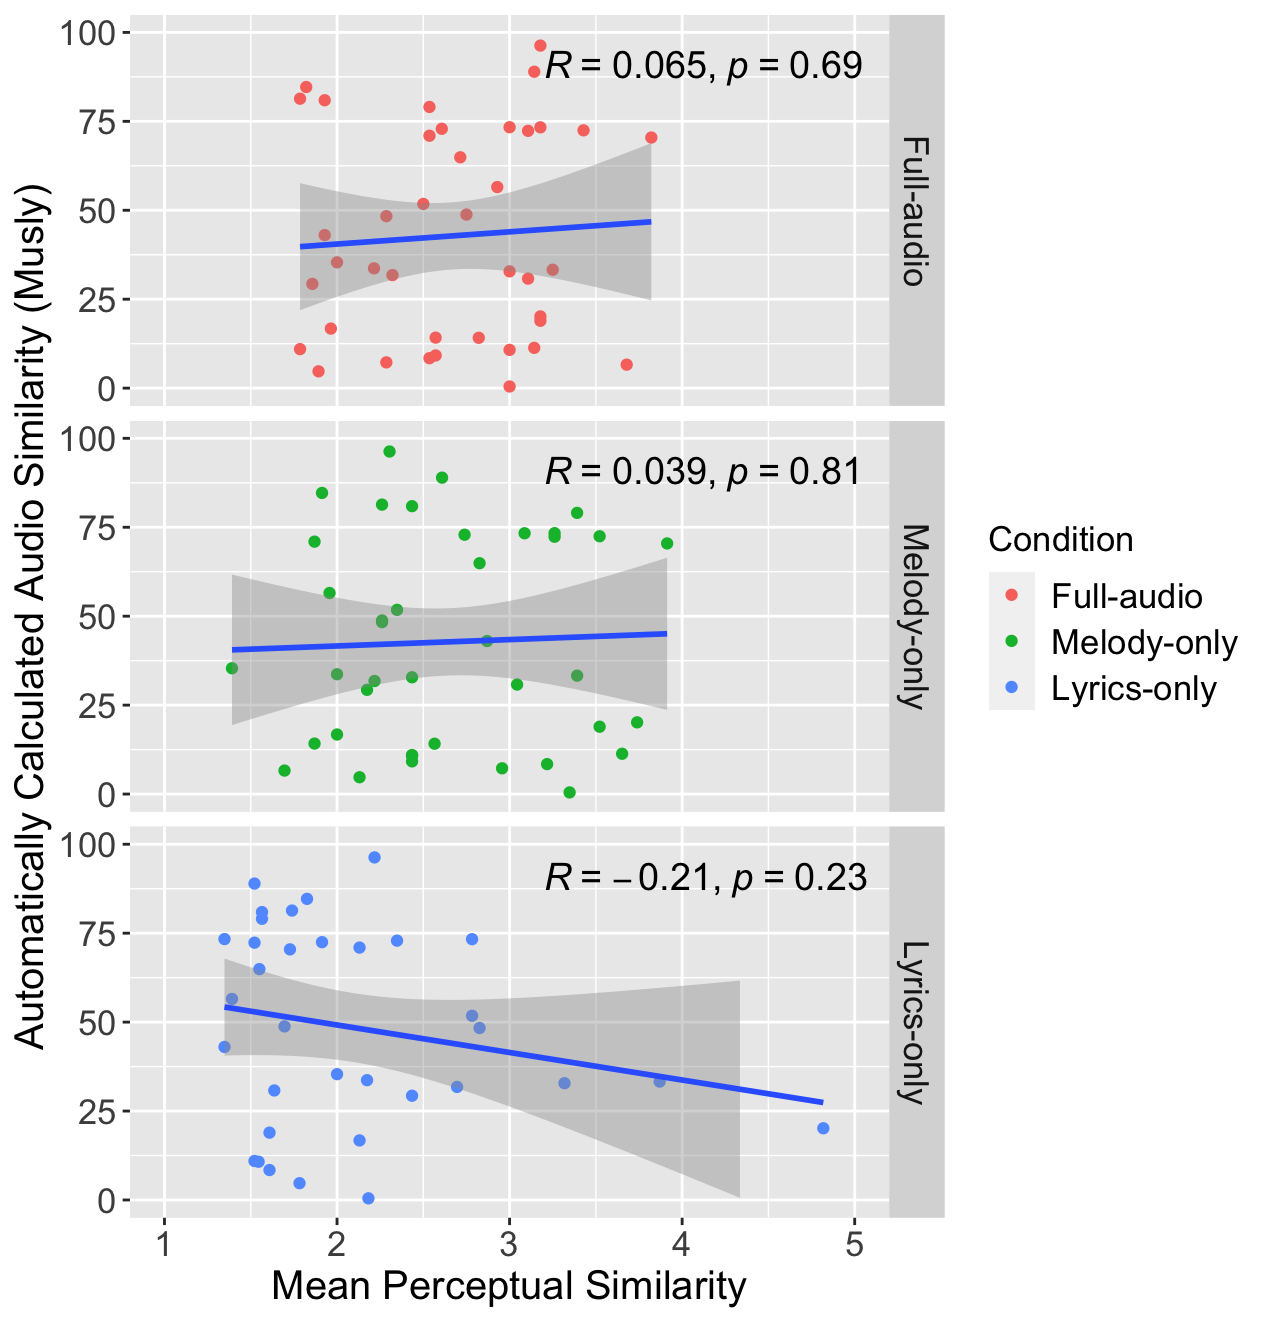 Automatically Calculated Audio Similarity (Musly)
100
75
50
25
0
R = 0.065, p = 0.69
Full-audio
100
75
50
25
0
R = 0.039, p = 0.81
Melody-only
100
75
50
25
0
R = −0.21, p = 0.23
Lyrics-only
1 2 3 4 5
Mean Perceptual Similarity
Condition
Full-audio
Melody-only
Lyrics-only